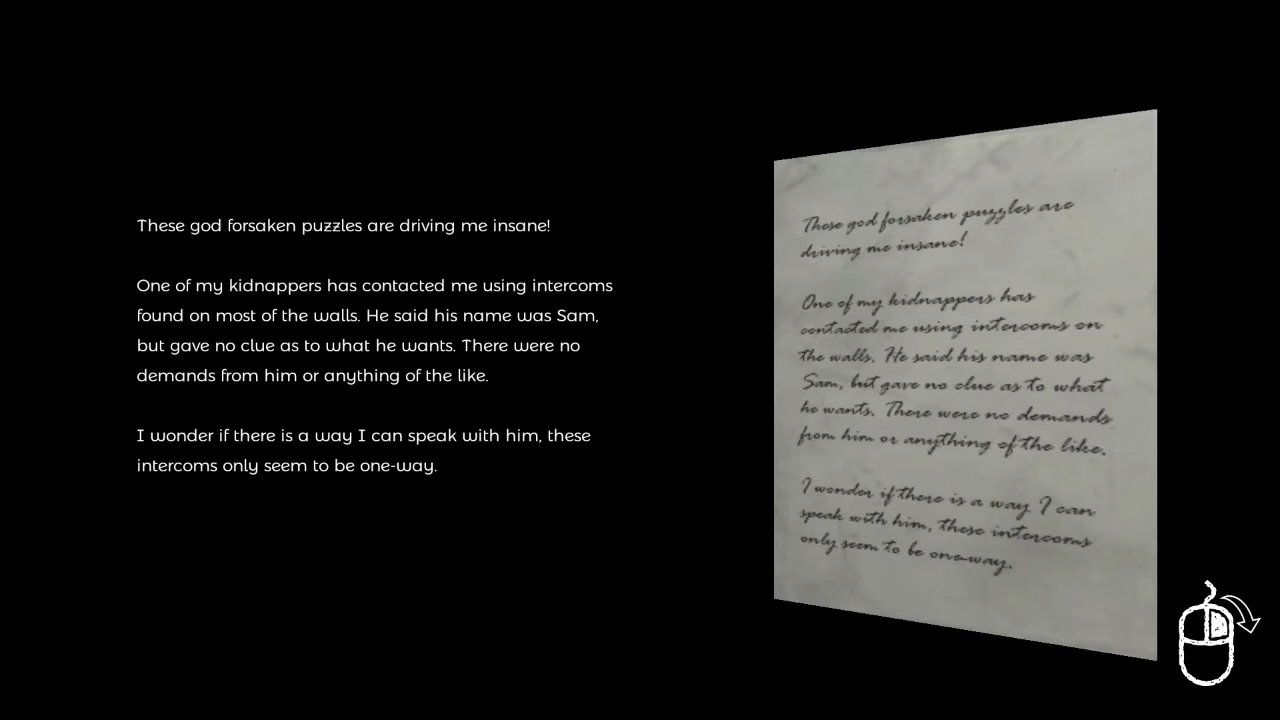 These god forsaken puzzles are driving me insane!
One of my kidnappers has contacted me using intercoms
found on most of the walls. He said his name was Sam,
but gave no clue as to what he wants. There were no
demands from him or anything of the like.
I wonder if there is a way I can speak with him, these
intercoms only seem to be one-way.
These god forsaken puzzles are
driving me insane!
One of my kidnappers has
contacted me using intercoms on
the walls. He said his name was
Sam, but gave no clue as to what
he wants. There were no demands
from him or anything of the like.
I wonder if there is a way I can
speak with him, these intercoms
only seem to be one-way.